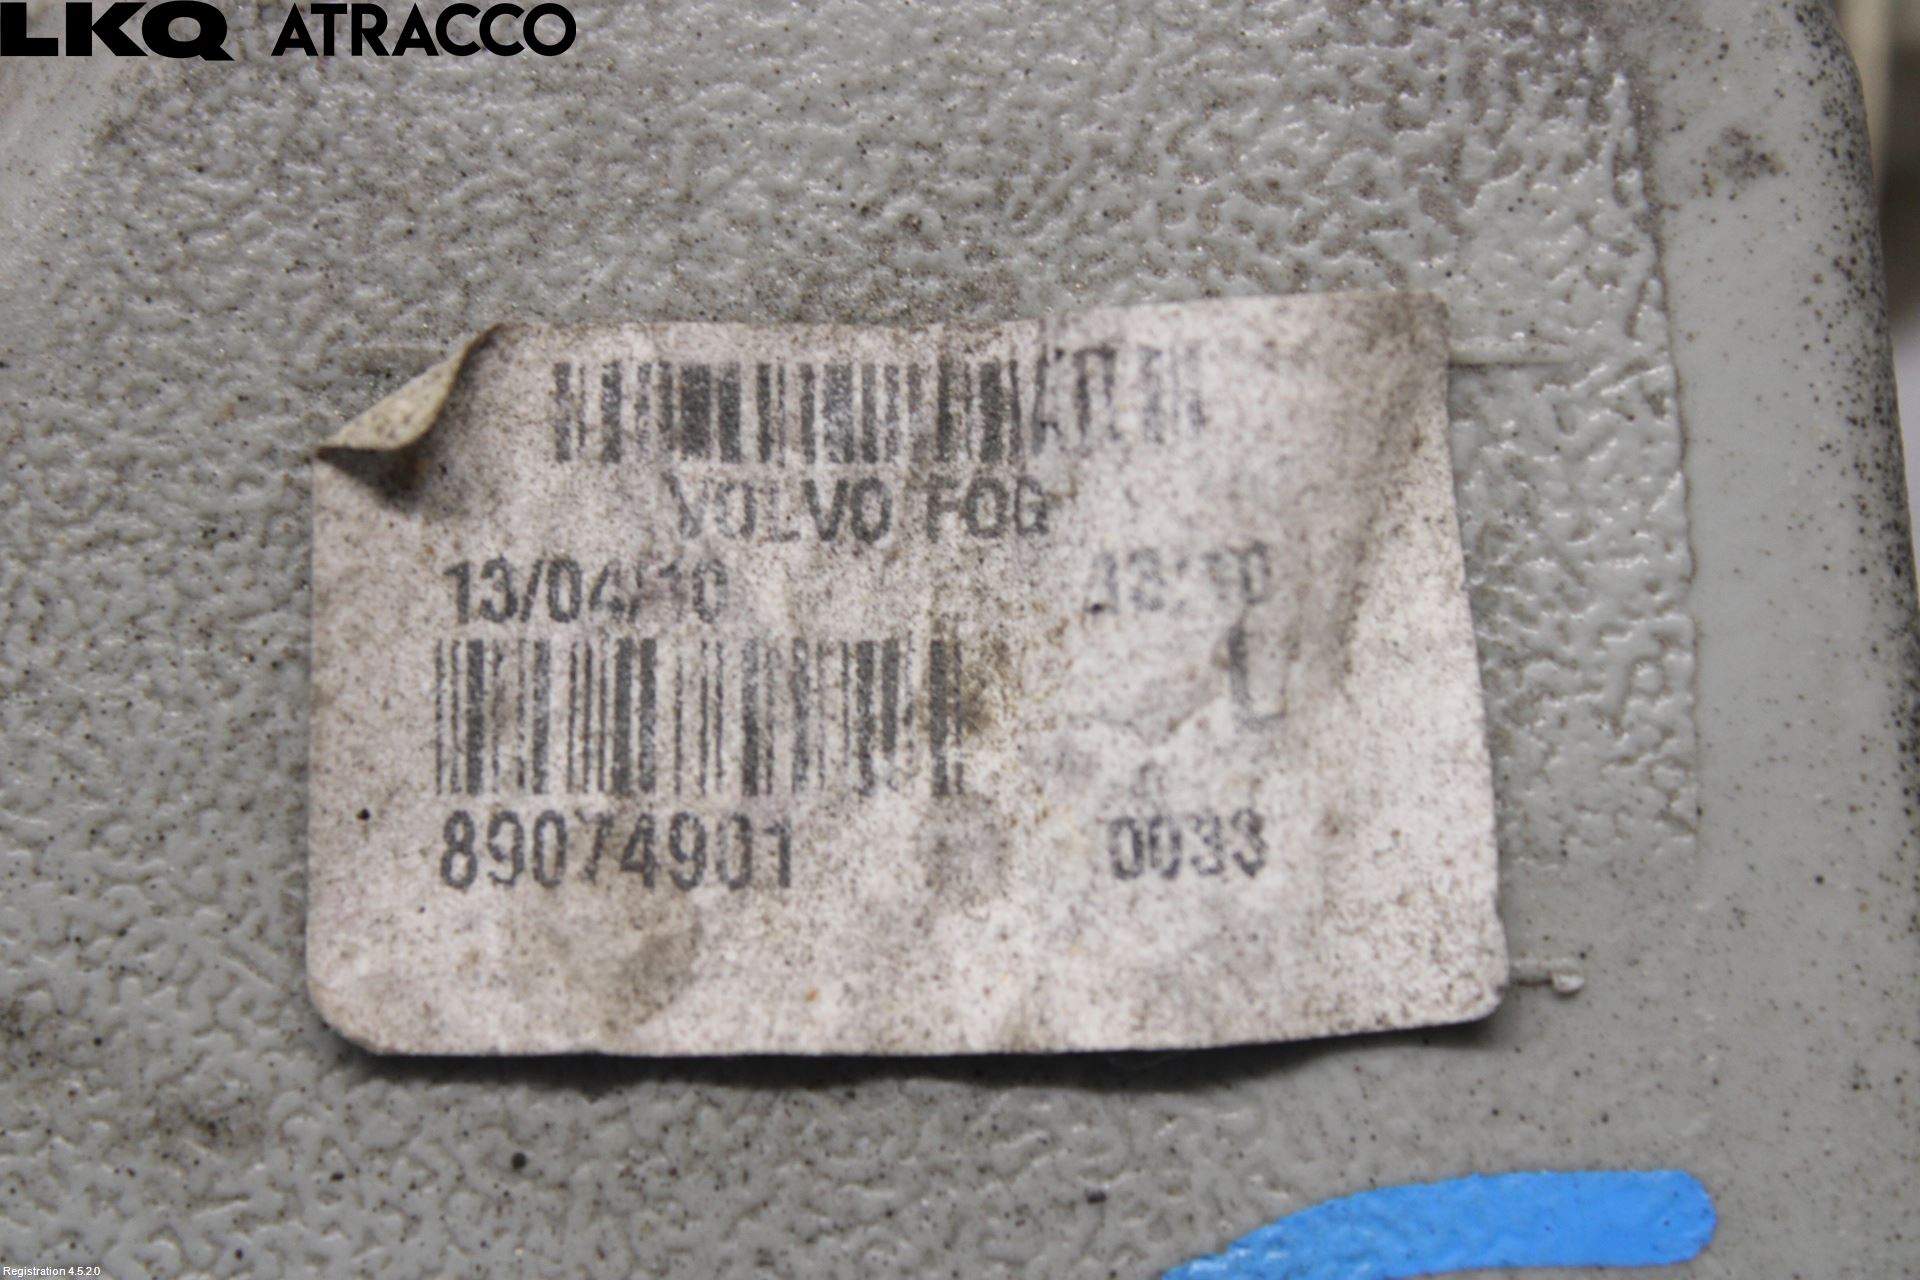 LKQ ATRACCO
VOLVO FOG
13/04/10
L
89074901 0033
Registration 4.5.2.0